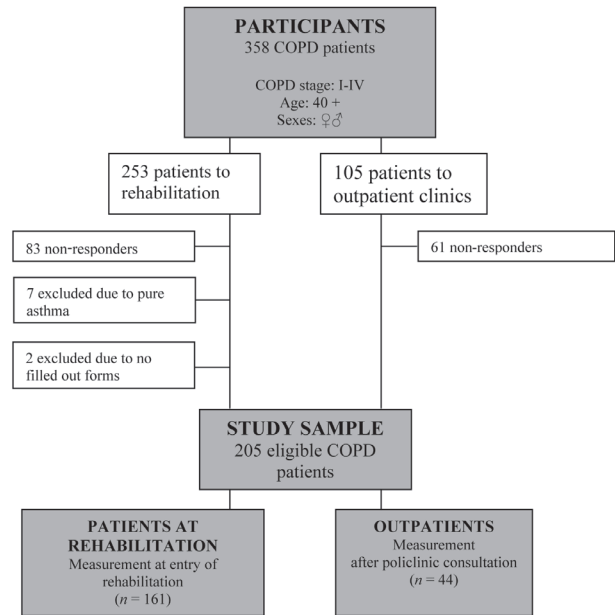 PARTICIPANTS
358 COPD patients
COPD stage: I-IV
Age: 40 +
Sexes: ♀♂
253 patients to
rehabilitation
105 patients to
outpatient clinics
83 non-responders
61 non-responders
7 excluded due to pure
asthma
2 excluded due to no
filled out forms
STUDY SAMPLE
205 eligible COPD
patients
PATIENTS AT
REHABILITATION
Measurement at entry of
rehabilitation
(n = 161)
OUTPATIENTS
Measurement
after policlinic consultation
(n = 44)